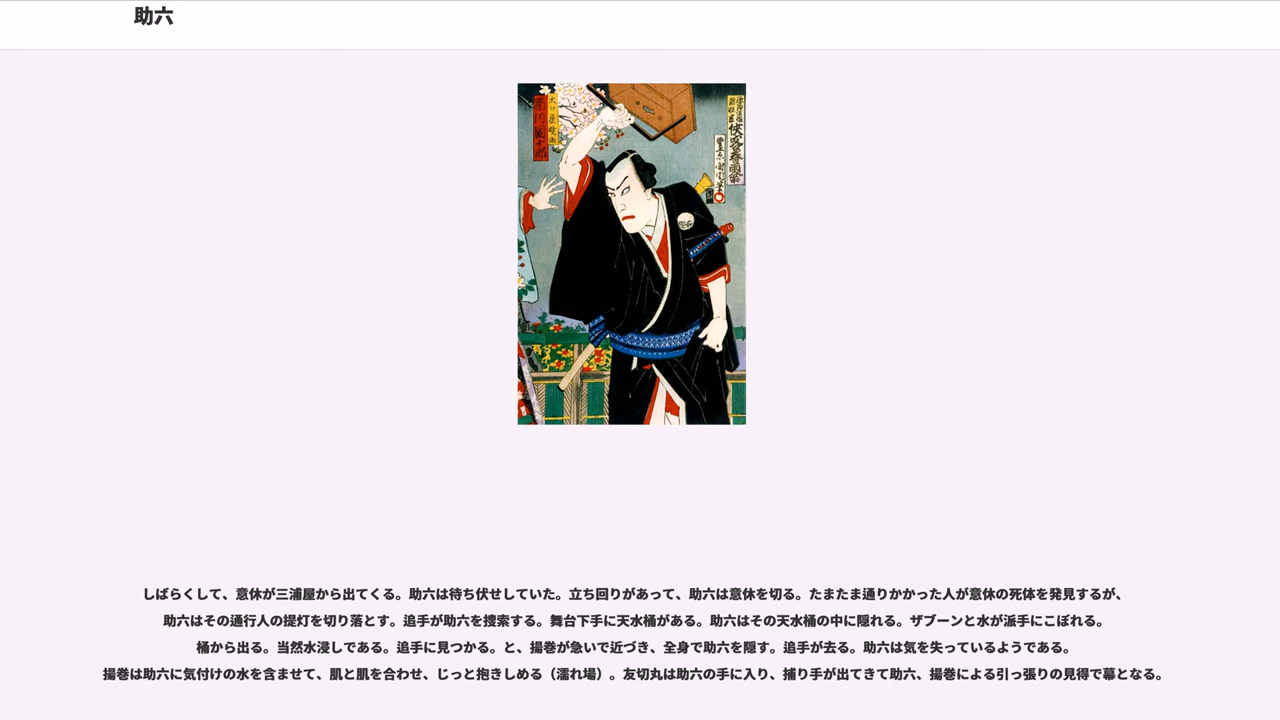 助六
しばらくして、意休が三浦屋から出てくる。助六は待ち伏せしていた。立ち回りがあって、助六は意休を切る。たまたま通りかかった人が意休の死体を発見するが、
助六はその通行人の提灯を切り落とす。追手が助六を捜索する。舞台下手に天水桶がある。助六はその天水桶の中に隠れる。ザブーンと水が派手にこぼれる。
桶から出る。当然水浸しである。追手に見つかる。と、揚巻が急いで近づき、全身で助六を隠す。追手が去る。助六は気を失っているようである。
揚巻は助六に気付けの水を含ませて、肌と肌を合わせ、じっと抱きしめる（濡れ場）。友切丸は助六の手に入り、捕り手が出てきて助六、揚巻による引っ張りの見得で幕となる。